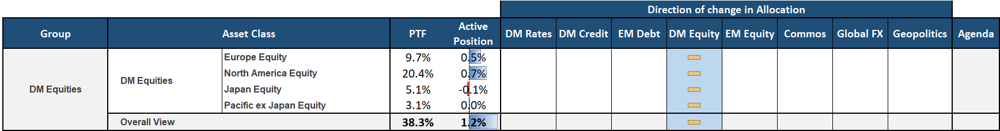 Direction of change in Allocation
Group Asset Class PTF Active Position DM Rates DM Credit EM Debt DM Equity EM Equity Commos Global FX Geopolitics Agenda
DM Equities DM Equities Europe Equity 9.7% 0.5%
North America Equity 20.4% 0.7%
Japan Equity 5.1% -0.1%
Pacific ex Japan Equity 3.1% 0.0%
Overall View 38.3% 1.2%